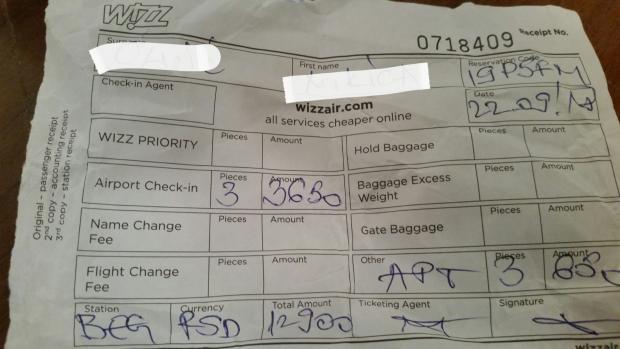 WIZZ
0718409 Receipt No.
First name
Reservation Code
Check-in Agent
wizzair.com
all services cheaper online
Date
Original - passenger receipt
2nd copy - accounting receipt
3rd copy - station receipt
WIZZ PRIORITY Pieces Amount Hold Baggage Pieces Amount
Airport Check-in Pieces 3 Amount 3650 Baggage Excess Weight Pieces Amount
Name Change Fee Pieces Amount Gate Baggage Pieces Amount
Flight Change Fee Pieces Amount Other APT Pieces 3 Amount
Station BEG Currency RSD Total Amount 12900 Ticketing Agent Signature